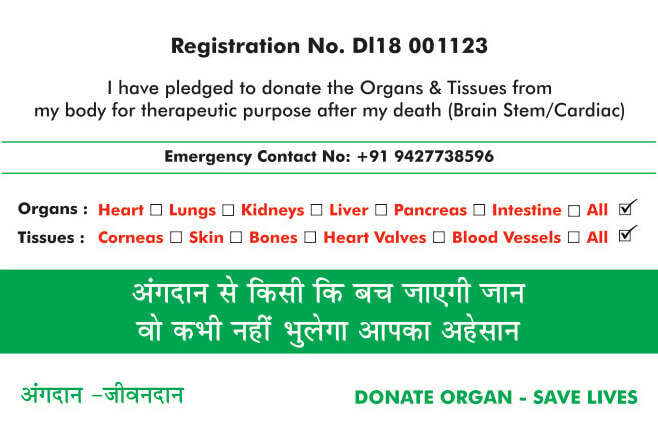 Registration No. Dl18 001123
I have pledged to donate the Organs & Tissues from
my body for therapeutic purpose after my death (Brain Stem/Cardiac)
Emergency Contact No: +91 9427738596
Organs : Heart ☐ Lungs ☐ Kidneys ☐ Liver ☐ Pancreas ☐ Intestine ☐ All ☑
Tissues : Corneas ☐ Skin ☐ Bones ☐ Heart Valves ☐ Blood Vessels ☐ All ☑
अंगदान से किसी कि बच जाएगी जान
वो कभी नहीं भुलेगा आपका अहेसान
अंगदान -जीवनदान DONATE ORGAN - SAVE LIVES